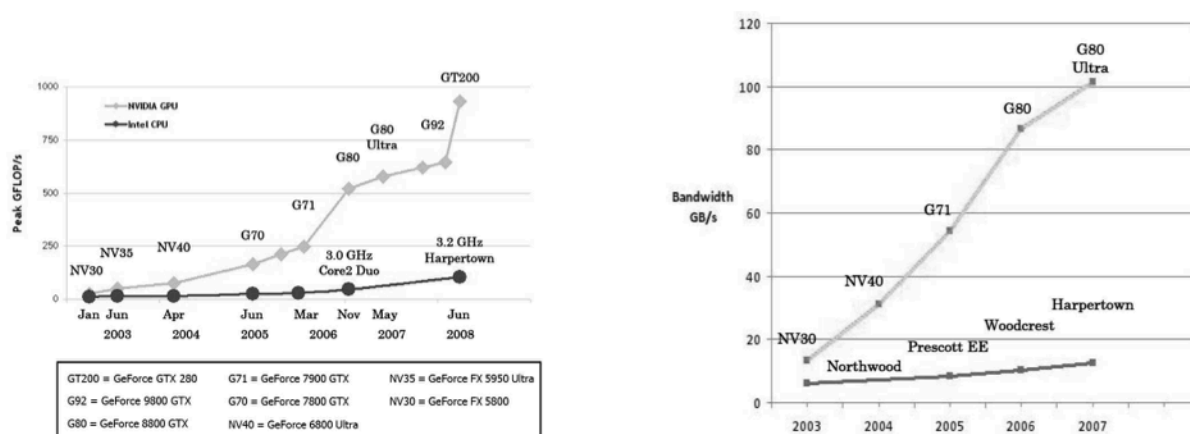 GT200
1000
NVIDIA GPU
Intel CPU
G80
Ultra
G92
750
G80
Peak GFLOP/s
500
G71
G70
250
NV40
NV35
NV30
3.0 GHz
Core2 Duo
3.2 GHz
Harpertown
0
Jan Jun Apr Jun Mar Nov May Jun
2003 2004 2005 2006 2007 2008
GT200 = GeForce GTX 280 G71 = GeForce 7900 GTX NV35 = GeForce FX 5950 Ultra
G92 = GeForce 9800 GTX G70 = GeForce 7800 GTX NV30 = GeForce FX 5800
G80 = GeForce 8800 GTX NV40 = GeForce 6800 Ultra
120
G80
Ultra
100
G80
80
Bandwidth
GB/s
60
G71
40
NV40
Harpertown
Woodcrest
20
NV30
Prescott EE
Northwood
0
2003 2004 2005 2006 2007